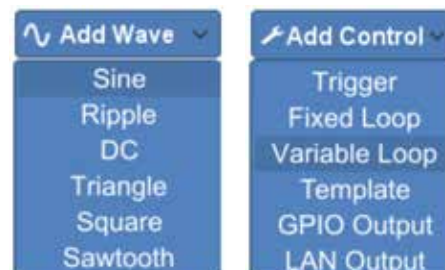 Add Wave
Sine
Ripple
DC
Triangle
Square
Sawtooth
Add Control
Trigger
Fixed Loop
Variable Loop
Template
GPIO Output
LAN Output